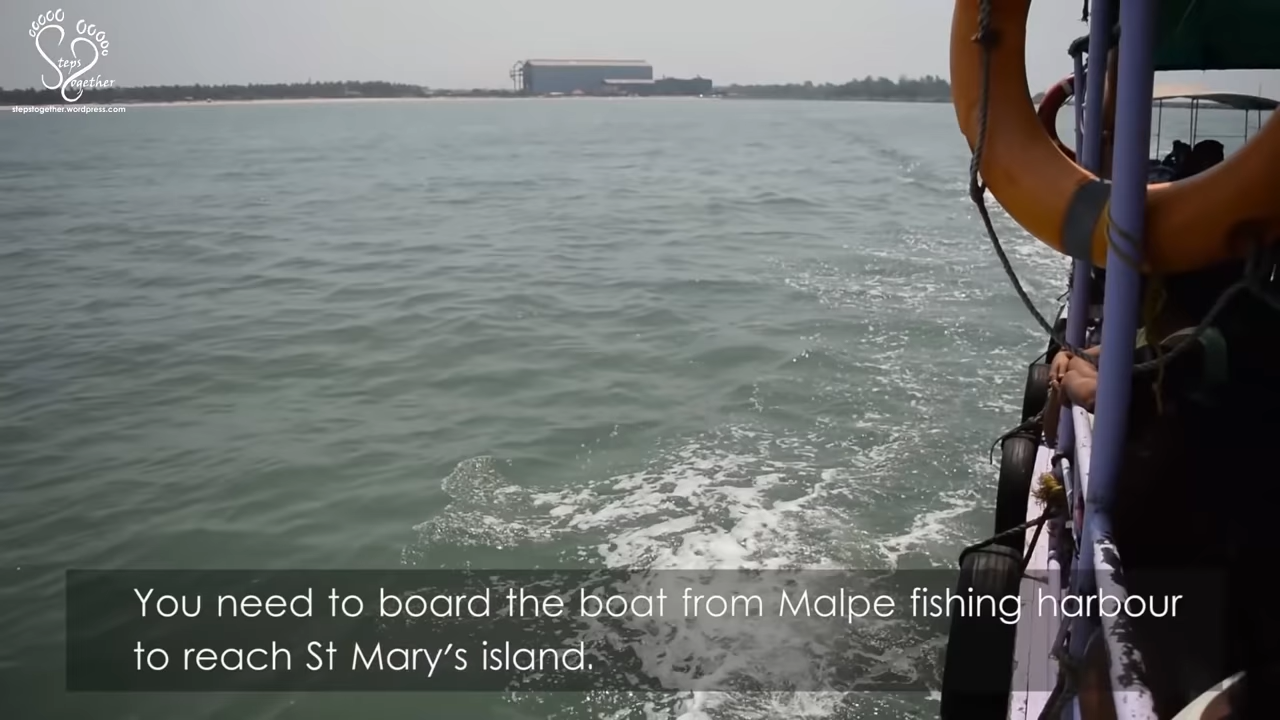 Steps
Together
stepstogether.wordpress.com
You need to board the boat from Malpe fishing harbour
to reach St Mary's island.